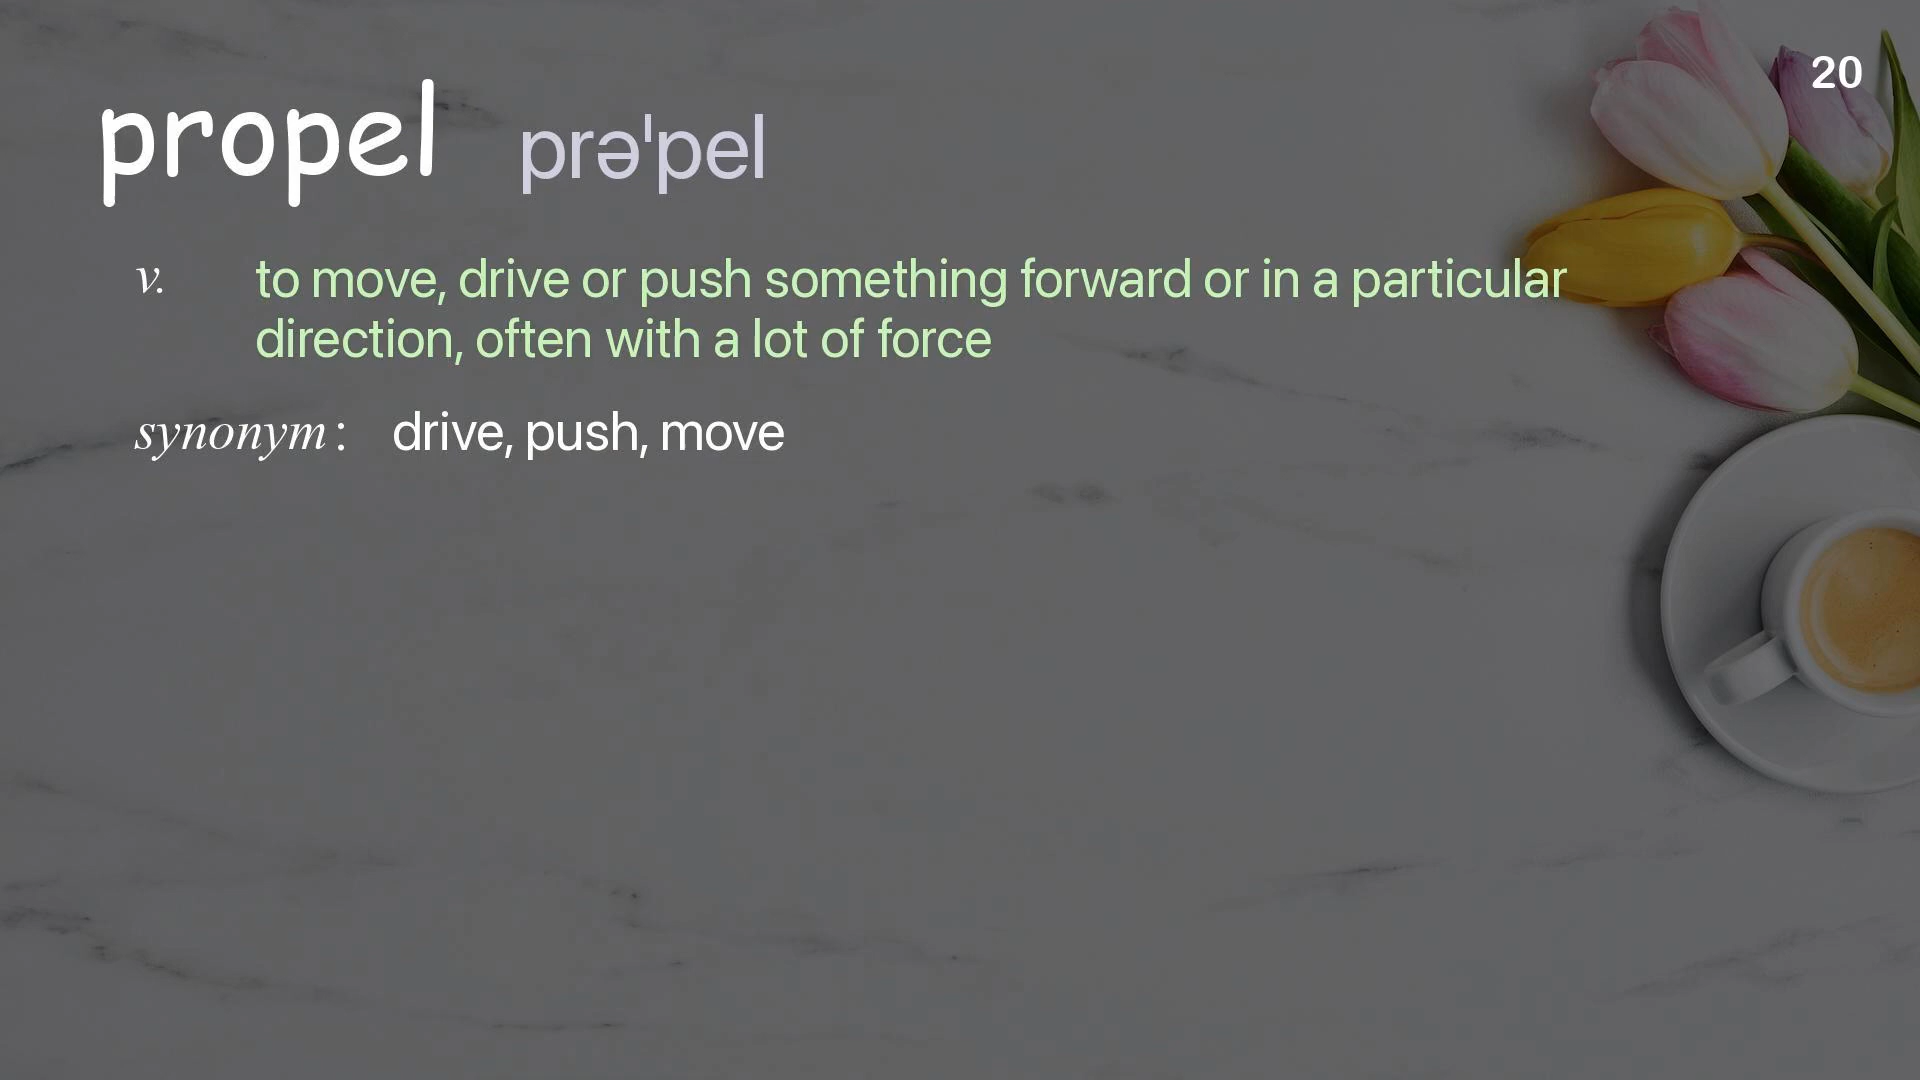 20
propel prəˈpel
v. to move, drive or push something forward or in a particular
direction, often with a lot of force
synonym: drive, push, move